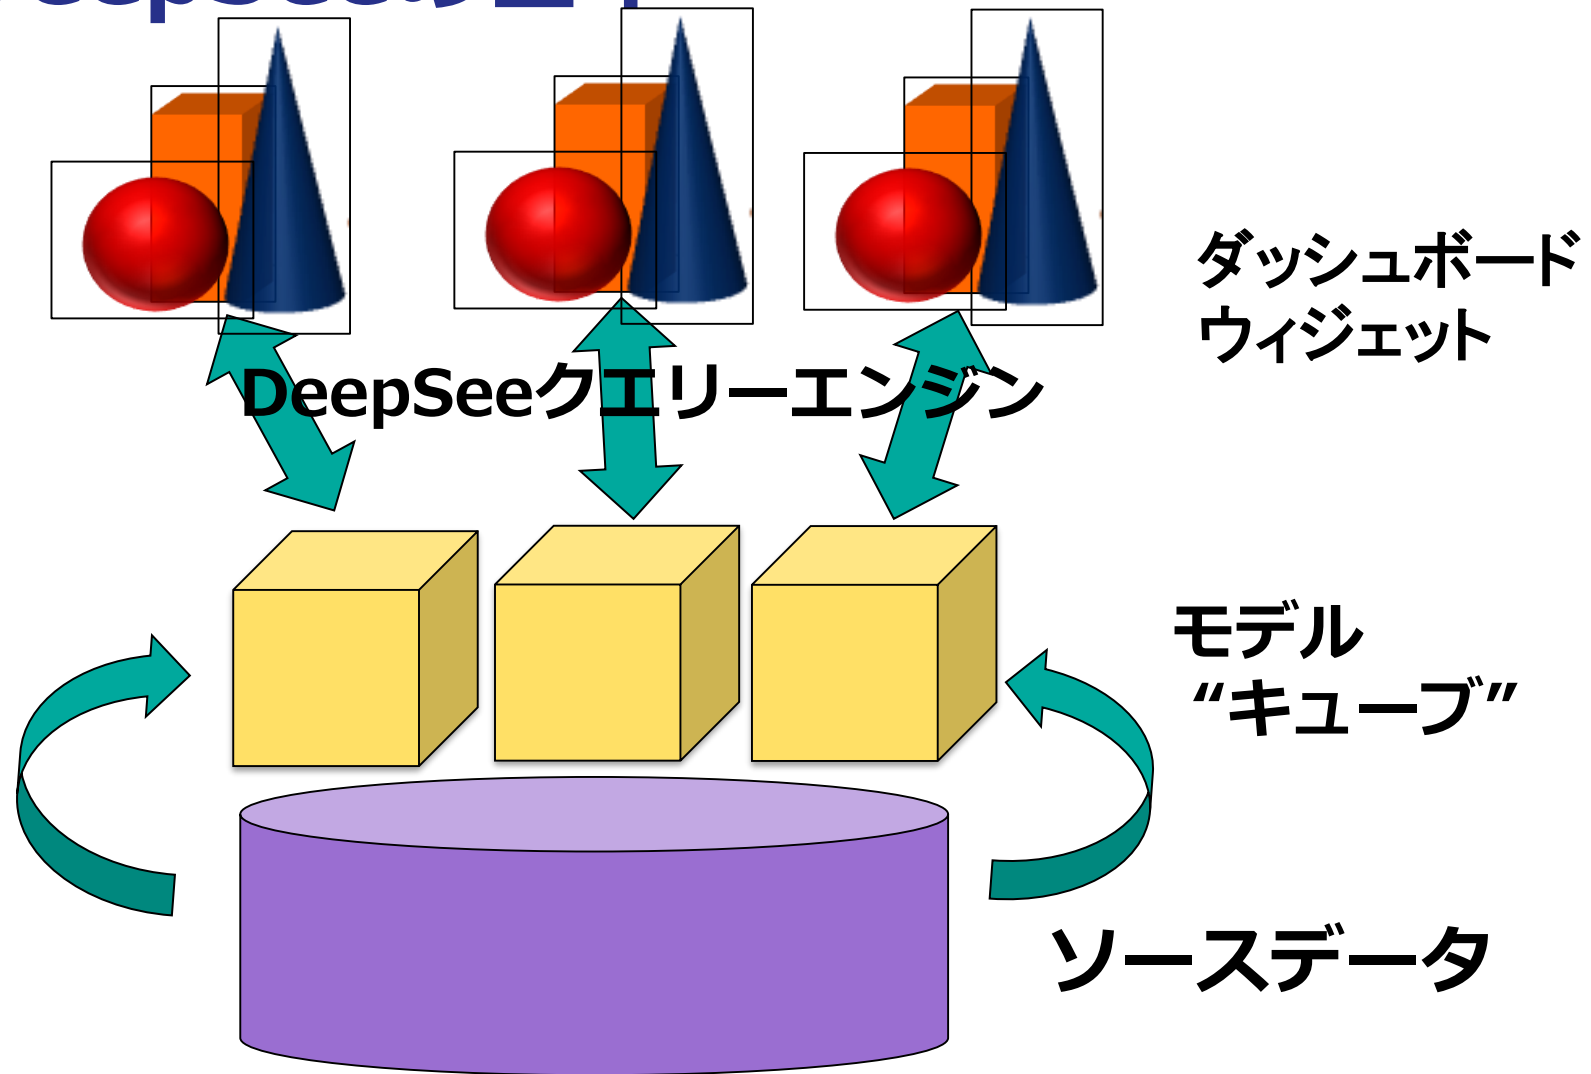 ダッシュボード
ウィジェット
DeepSeeクエリーエンジン
モデル
“キューブ”
ソースデータ